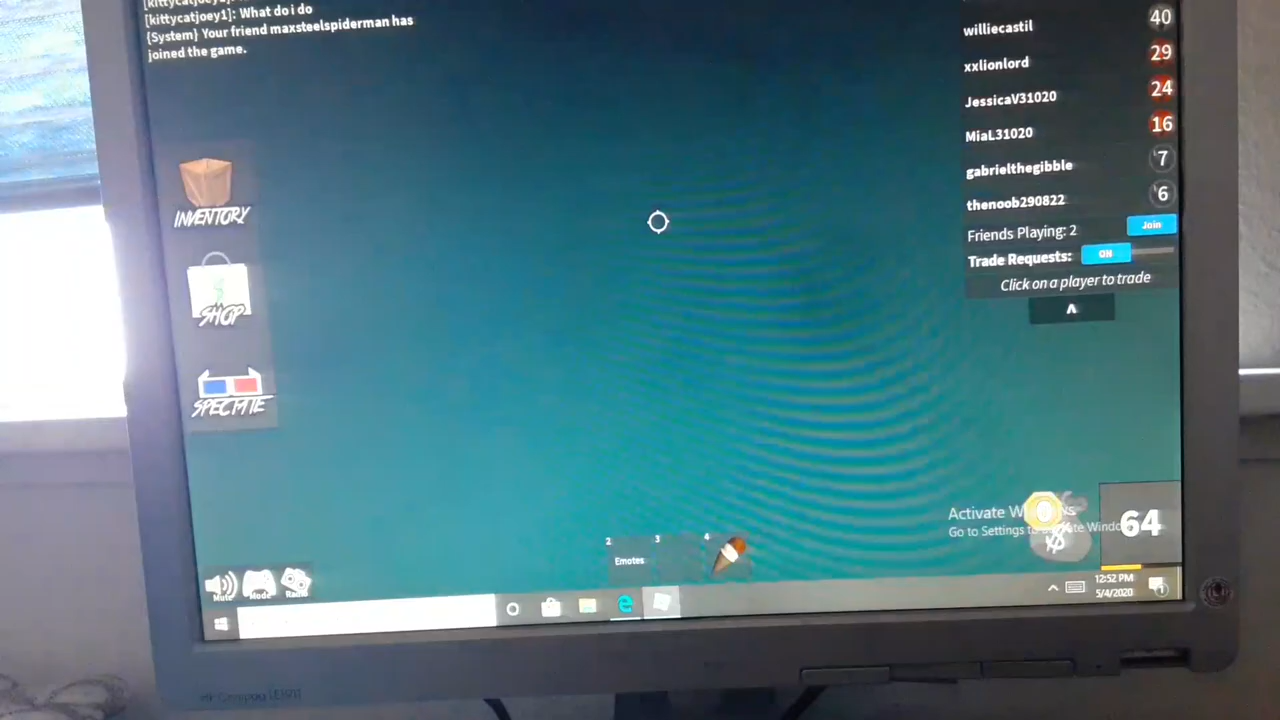 [kittycatjoey1]: What do i do
{System} Your friend maxsteelspiderman has
joined the game.
williecastil 40
xxlionlord 29
JessicaV31020 24
MiaL31020 16
gabrielthegibble 7
thenoob290822 6
Friends Playing: 2 Join
Trade Requests: ON
Click on a player to trade
INVENTORY
SHOP
SPECTATE
Activate
Go to Settings to
64
2
3
4
Emotes
Mute
Mode
Radio
12:52 PM
5/4/2020